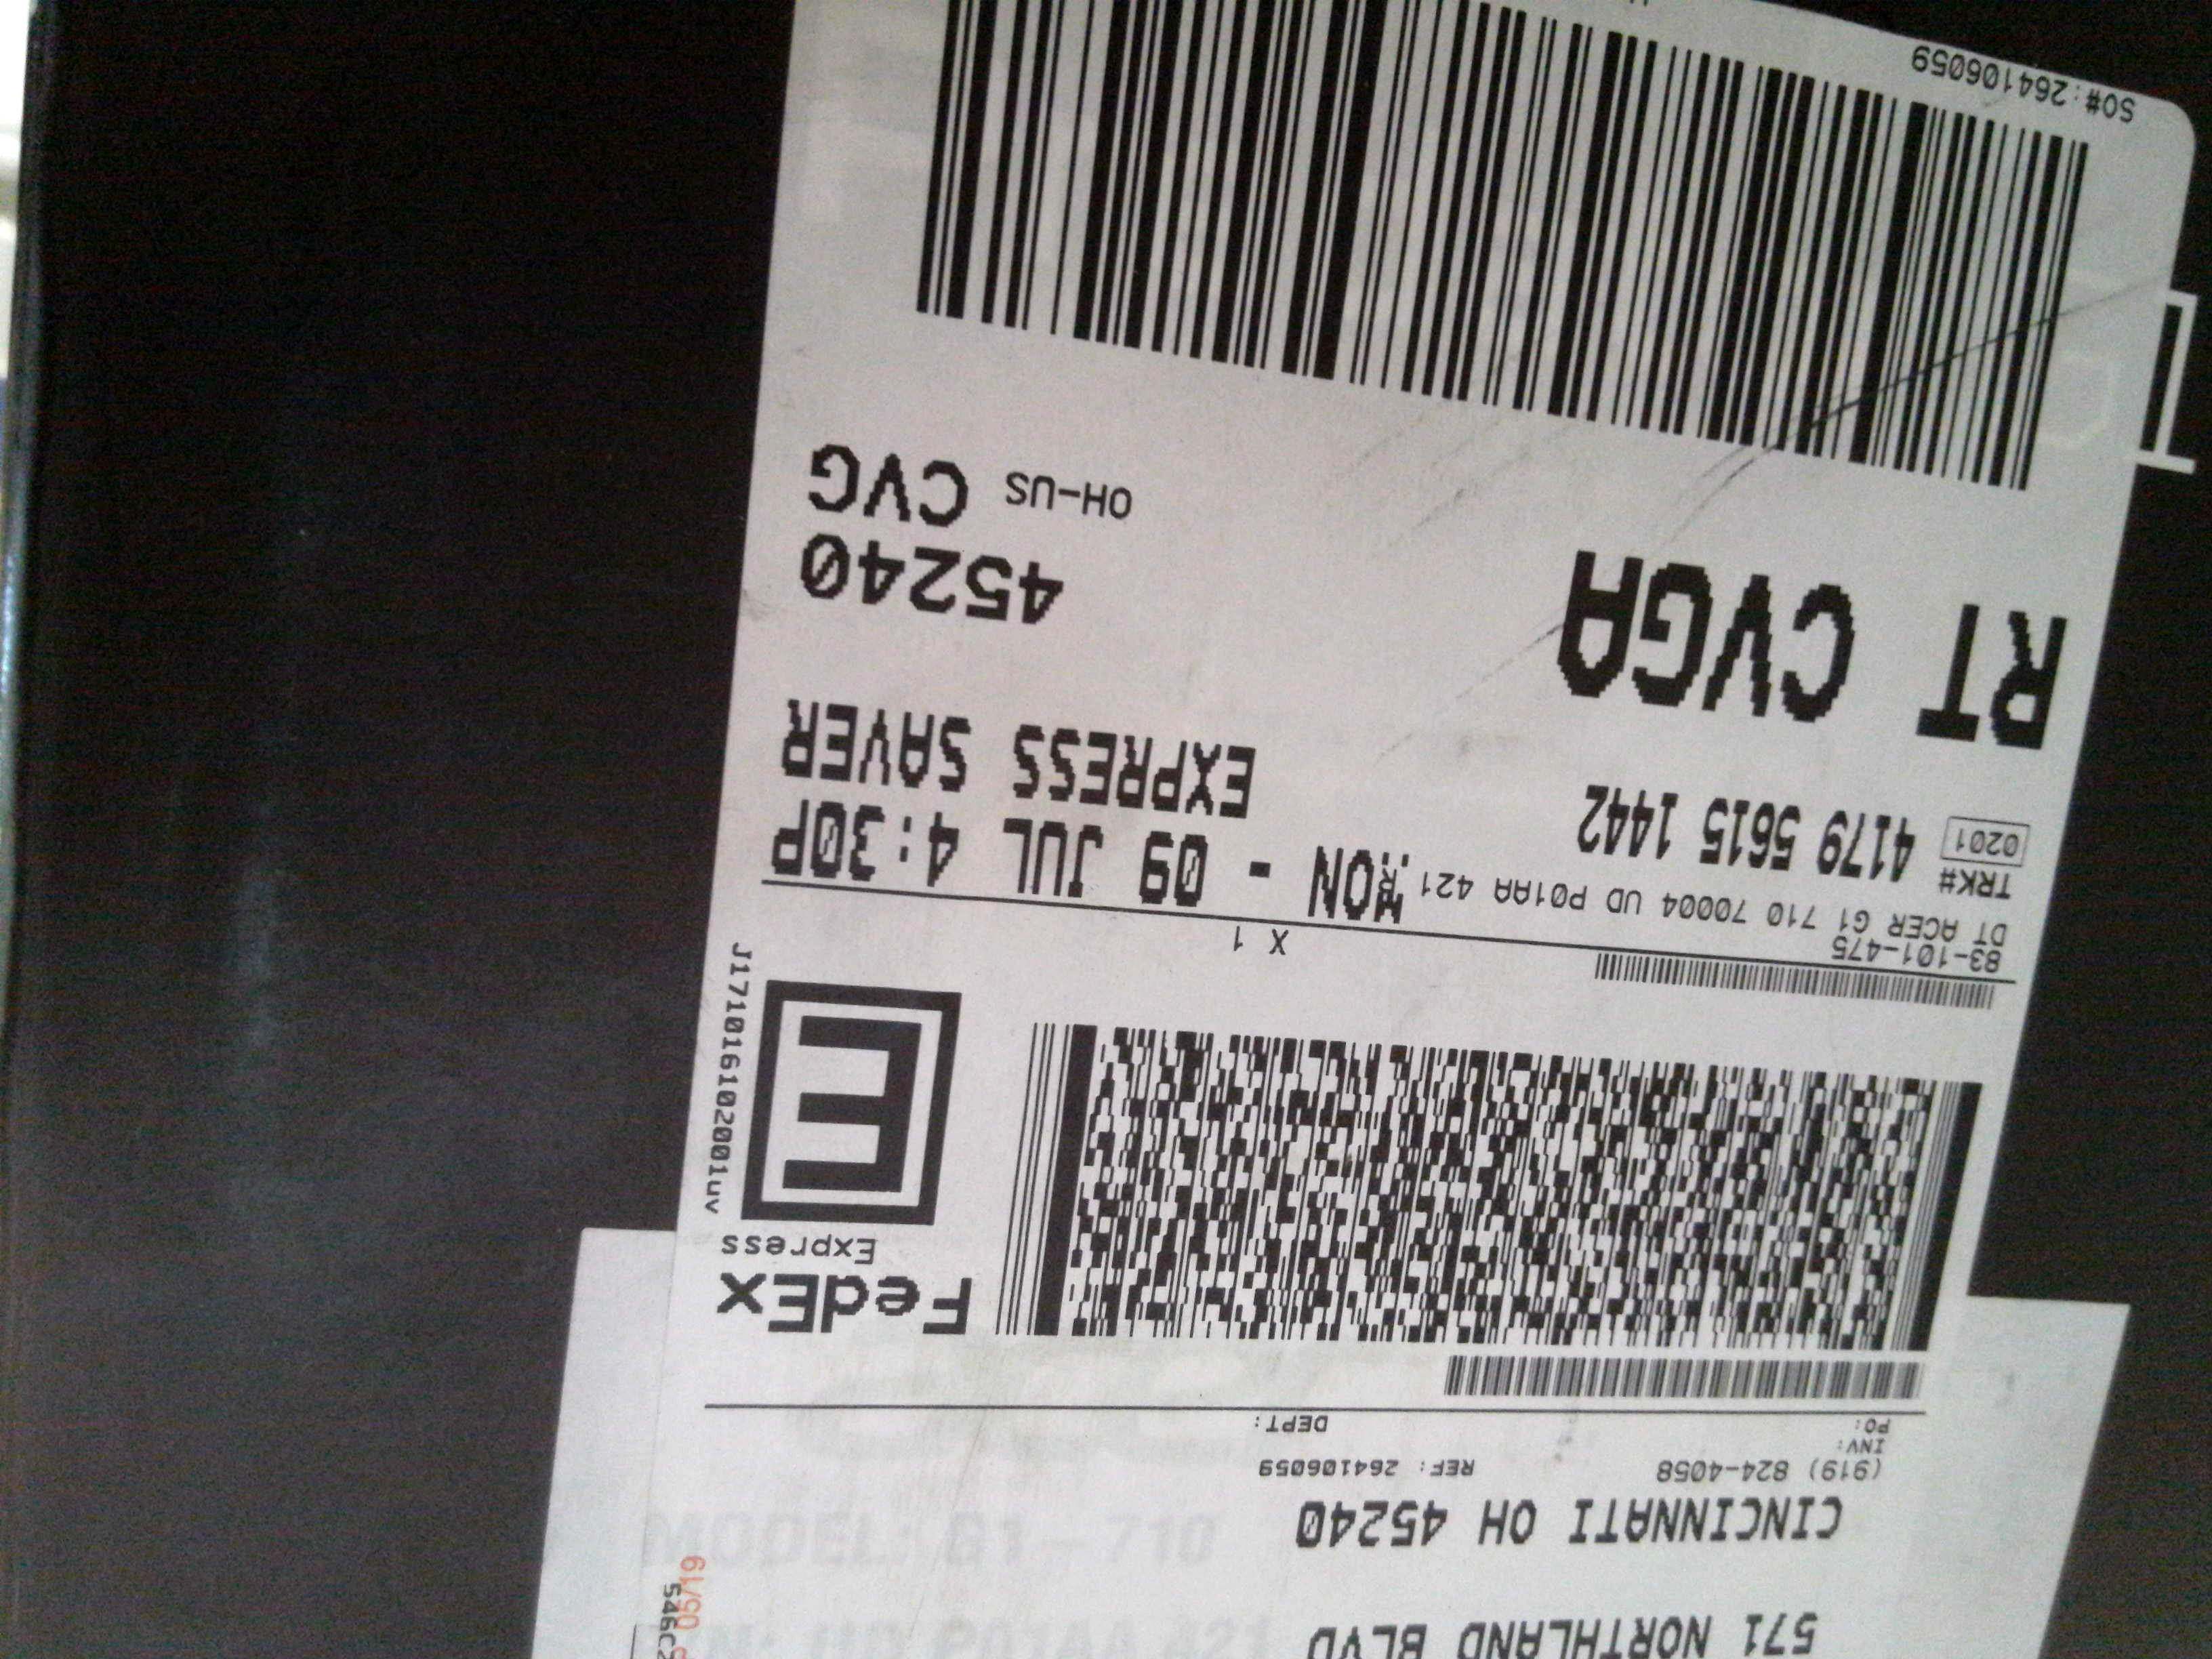 571 NORTHLAND BLVD
CINCINNATI OH 45240
(919) 824-4058
REF: 264106059
INV:
PO:
DEPT:
FedEx
Express
E
J171016102001uv
83-101-475
X 1
DT ACER G1 710 70004 UD P01AA 421
TRK#
0201
4179 5615 1442
MON - 09 JUL 4:30P
EXPRESS SAVER
RT CVGA
45240
OH-US
CVG
SO#:264106059
MODEL: G1-710
05/19